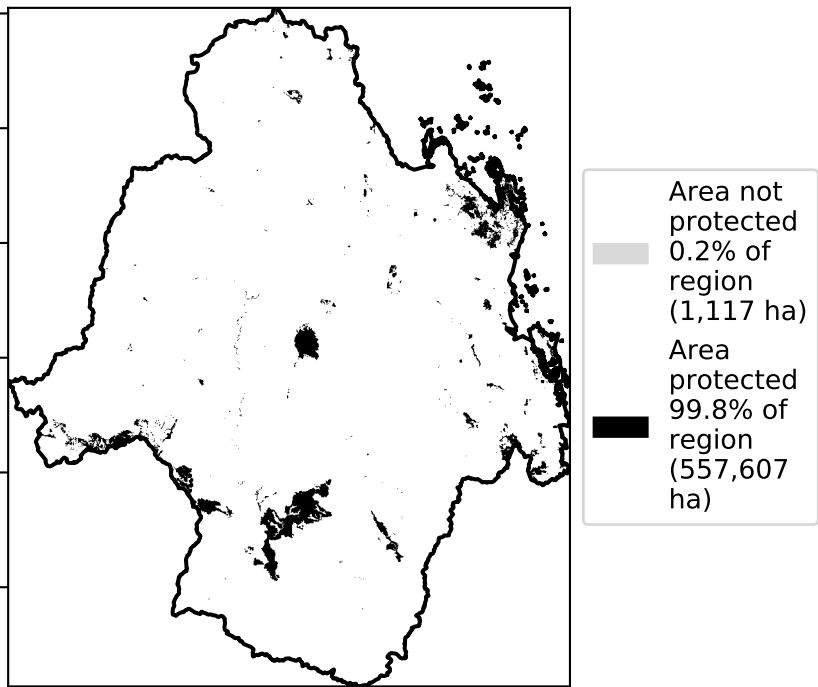 Area not
protected
0.2% of
region
(1,117 ha)
Area
protected
99.8% of
region
(557,607
ha)